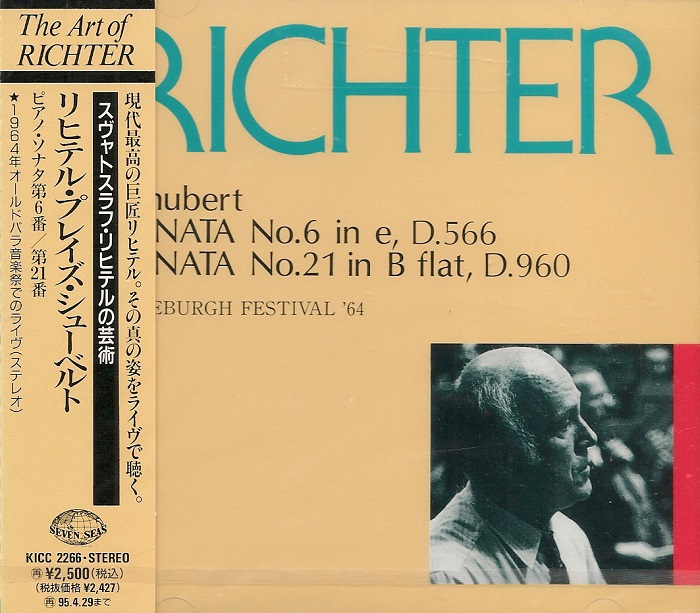 The Art of
RICHTER
現代最高の巨匠リヒテル。その真の姿をライヴで聴く。
スヴャトスラフ・リヒテルの芸術
リヒテル・プレイズ・シューベルト
ピアノ・ソナタ第6番/第21番
★1964年オールドバラ音楽祭でのライヴ(ステレオ)
SEVEN SEAS
KICC 2266・STEREO
再 ¥2,500(税込)
(税抜価格 ¥2,427)
再 95.4.29まで
RICHTER
hubert
NATA No.6 in e, D.566
NATA No.21 in B flat, D.960
EBURGH FESTIVAL '64